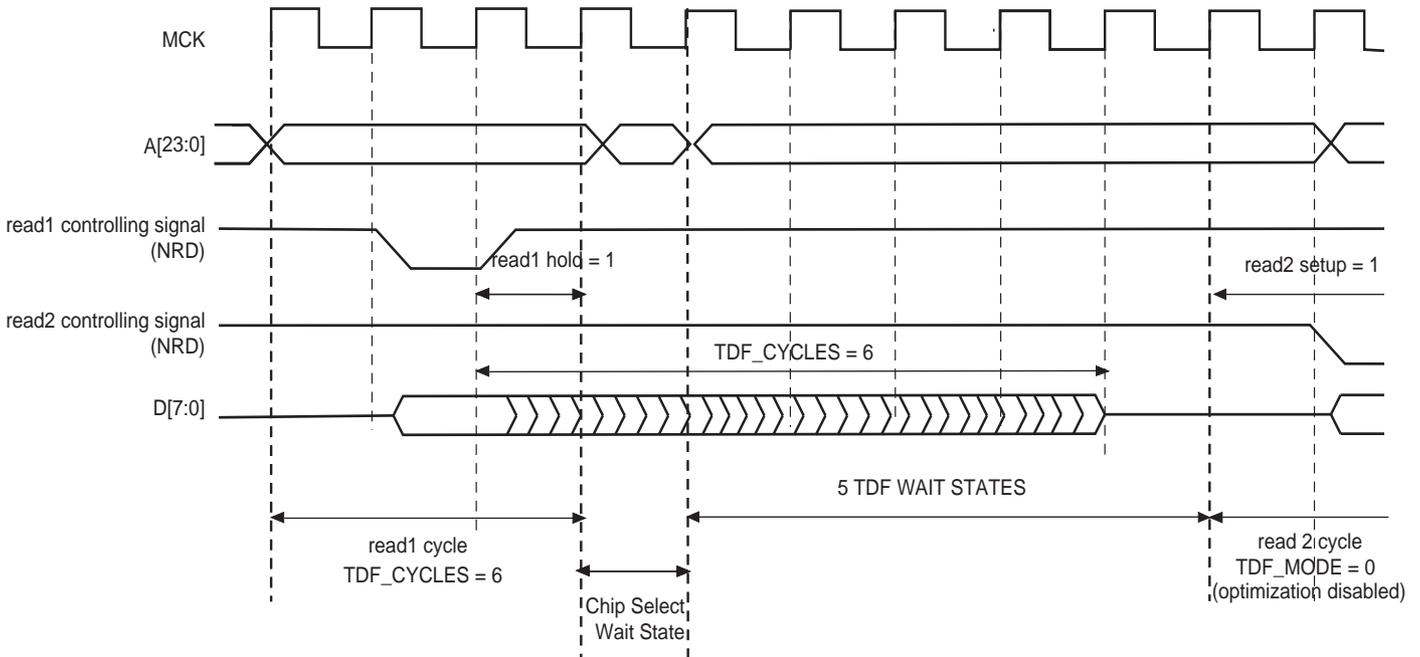 MCK
A[23:0]
read1 controlling signal
(NRD)
read1 hold = 1
read2 setup = 1
read2 controlling signal
(NRD)
TDF_CYCLES = 6
D[7:0]
5 TDF WAIT STATES
read1 cycle
TDF_CYCLES = 6
read 2 cycle
TDF_MODE = 0
(optimization disabled)
Chip Select
Wait State